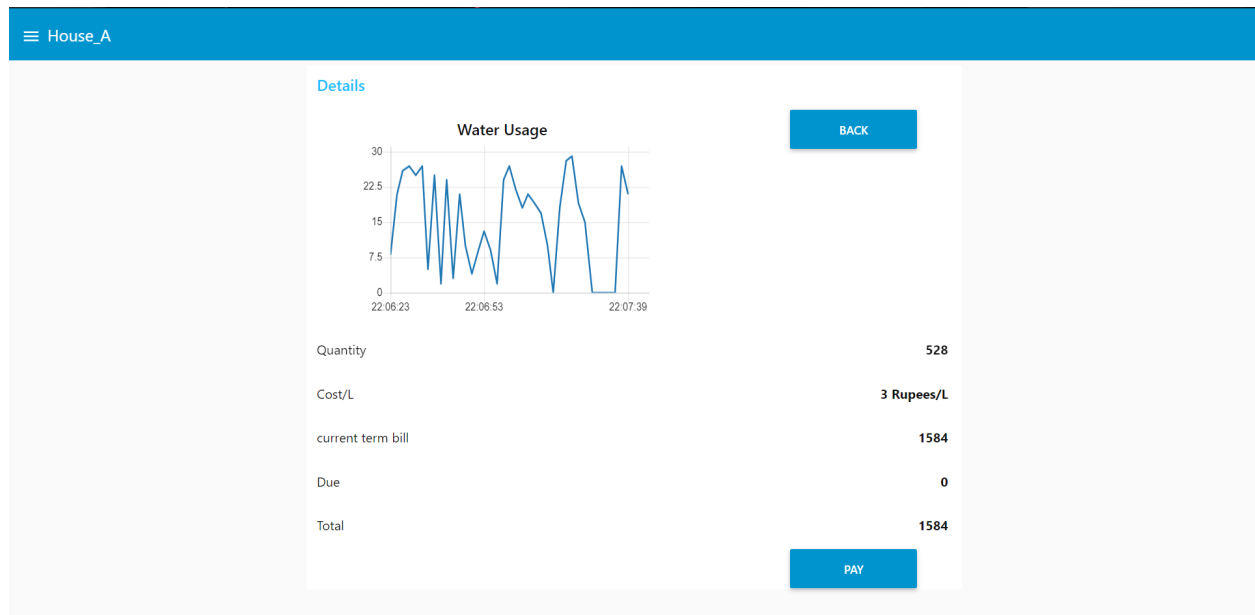 House_A
Details
Water Usage
BACK
30
22.5
15
7.5
0
22:06:23 22:06:53 22:07:39
Quantity 528
Cost/L 3 Rupees/L
current term bill 1584
Due 0
Total 1584
PAY